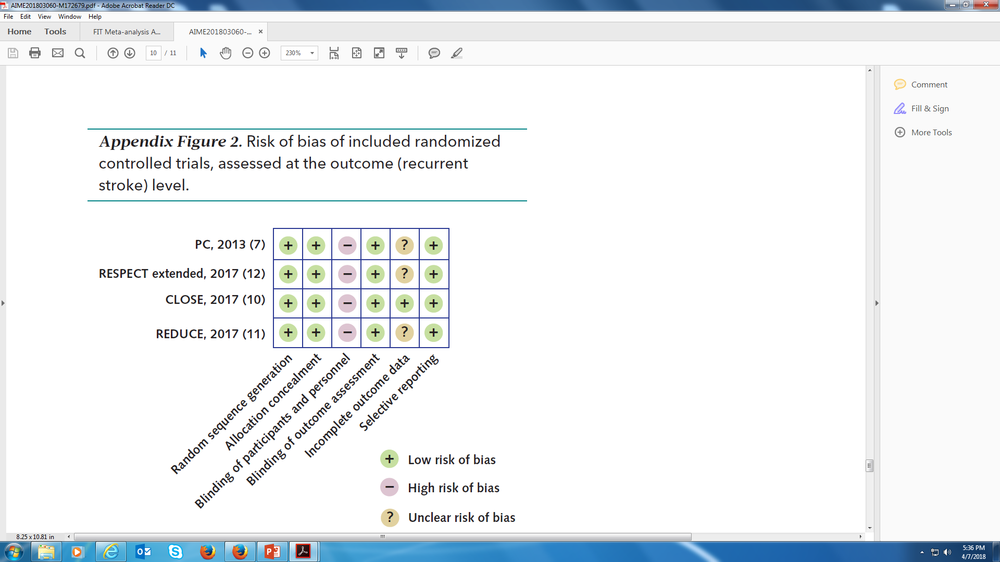 AIME201803060-M172679.pdf - Adobe Acrobat Reader DC
File Edit View Window Help
Home Tools FIT Meta-analysis A... AIME201803060-... ×
10 / 11 230%
Comment
Fill & Sign
More Tools
Appendix Figure 2. Risk of bias of included randomized
controlled trials, assessed at the outcome (recurrent
stroke) level.
PC, 2013 (7) + + − + ? +
RESPECT extended, 2017 (12) + + − + ? +
CLOSE, 2017 (10) + + − + + +
REDUCE, 2017 (11) + + − + ? +
Random sequence generation
Allocation concealment
Blinding of participants and personnel
Blinding of outcome assessment
Incomplete outcome data
Selective reporting
+ Low risk of bias
− High risk of bias
? Unclear risk of bias
8.25 x 10.81 in
5:36 PM
4/7/2018